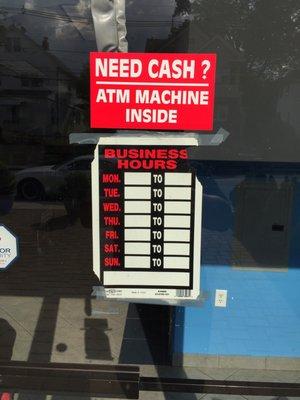 NEED CASH ?
ATM MACHINE
INSIDE
BUSINESS
HOURS
MON. TO
TUE. TO
WED. TO
THU. TO
FRI. TO
SAT. TO
SUN. TO